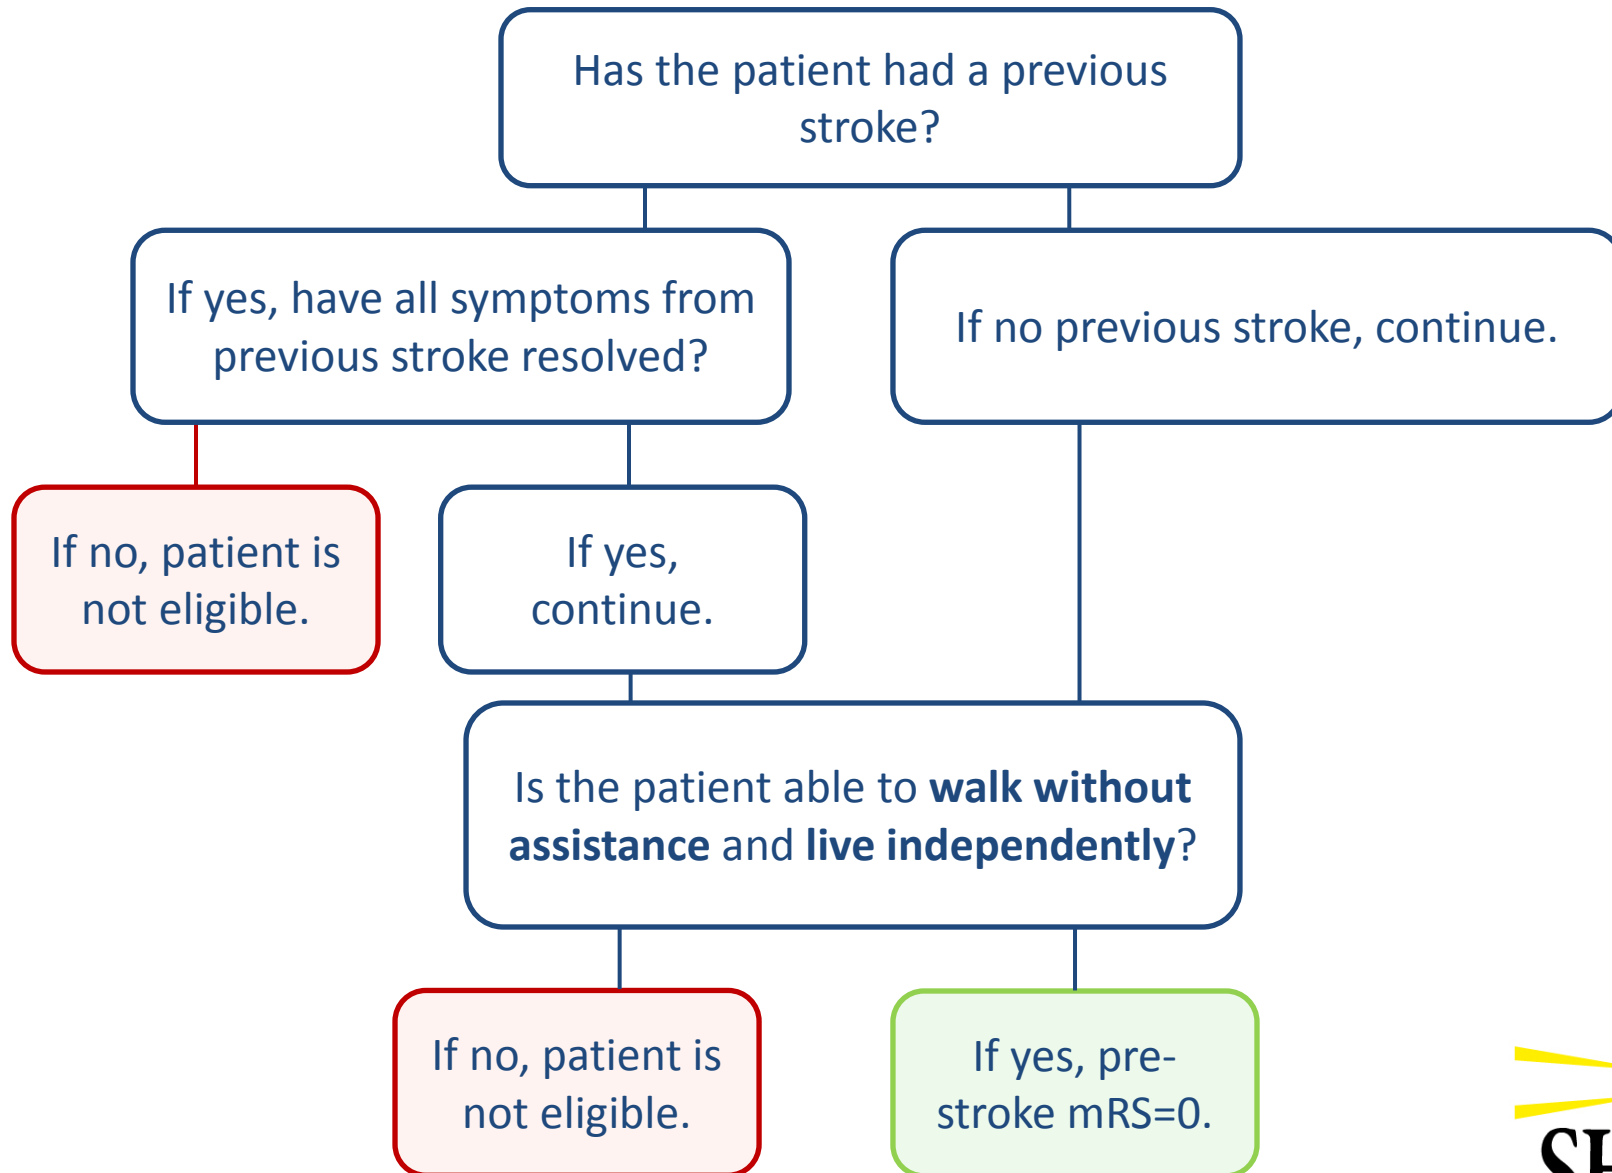 Has the patient had a previous
stroke?
If yes, have all symptoms from
previous stroke resolved?
If no previous stroke, continue.
If no, patient is
not eligible.
If yes,
continue.
Is the patient able to walk without
assistance and live independently?
If no, patient is
not eligible.
If yes, pre-
stroke mRS=0.